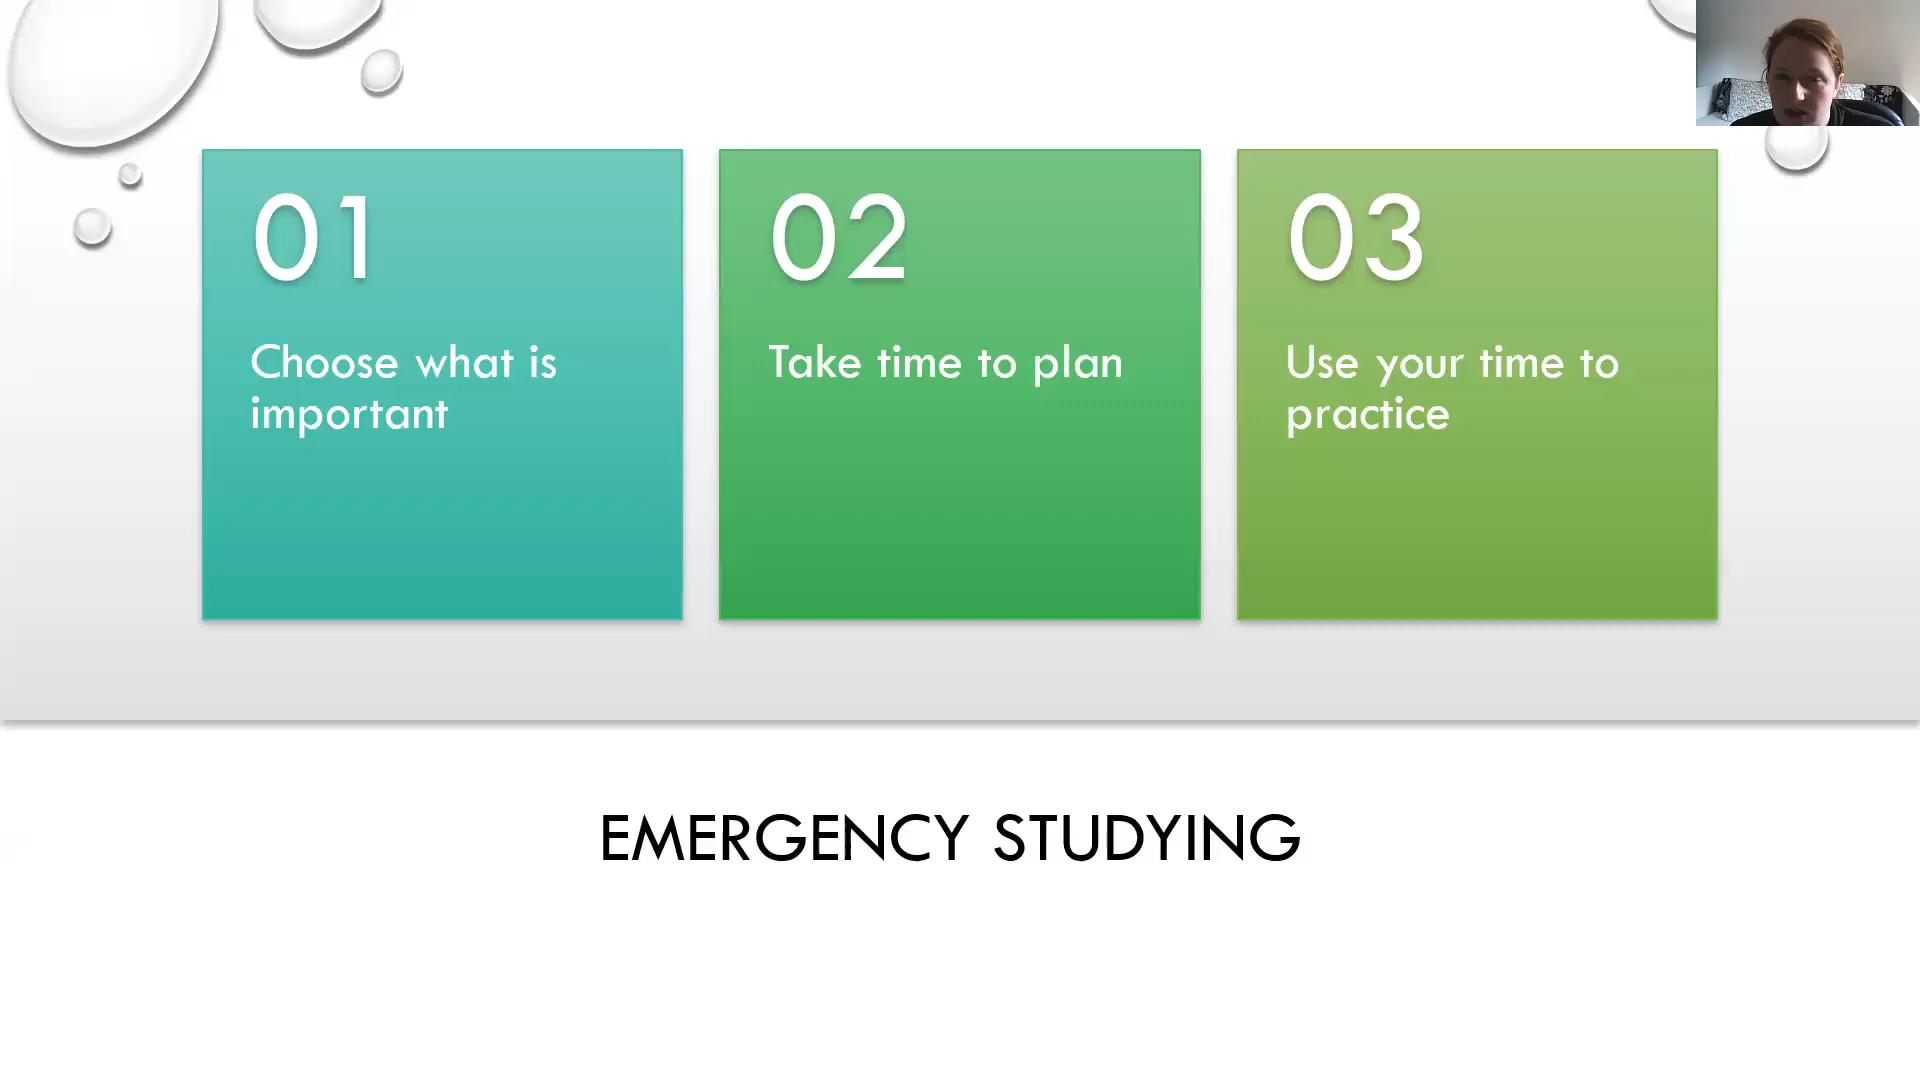 01
Choose what is
important
02
Take time to plan
03
Use your time to
practice
EMERGENCY STUDYING